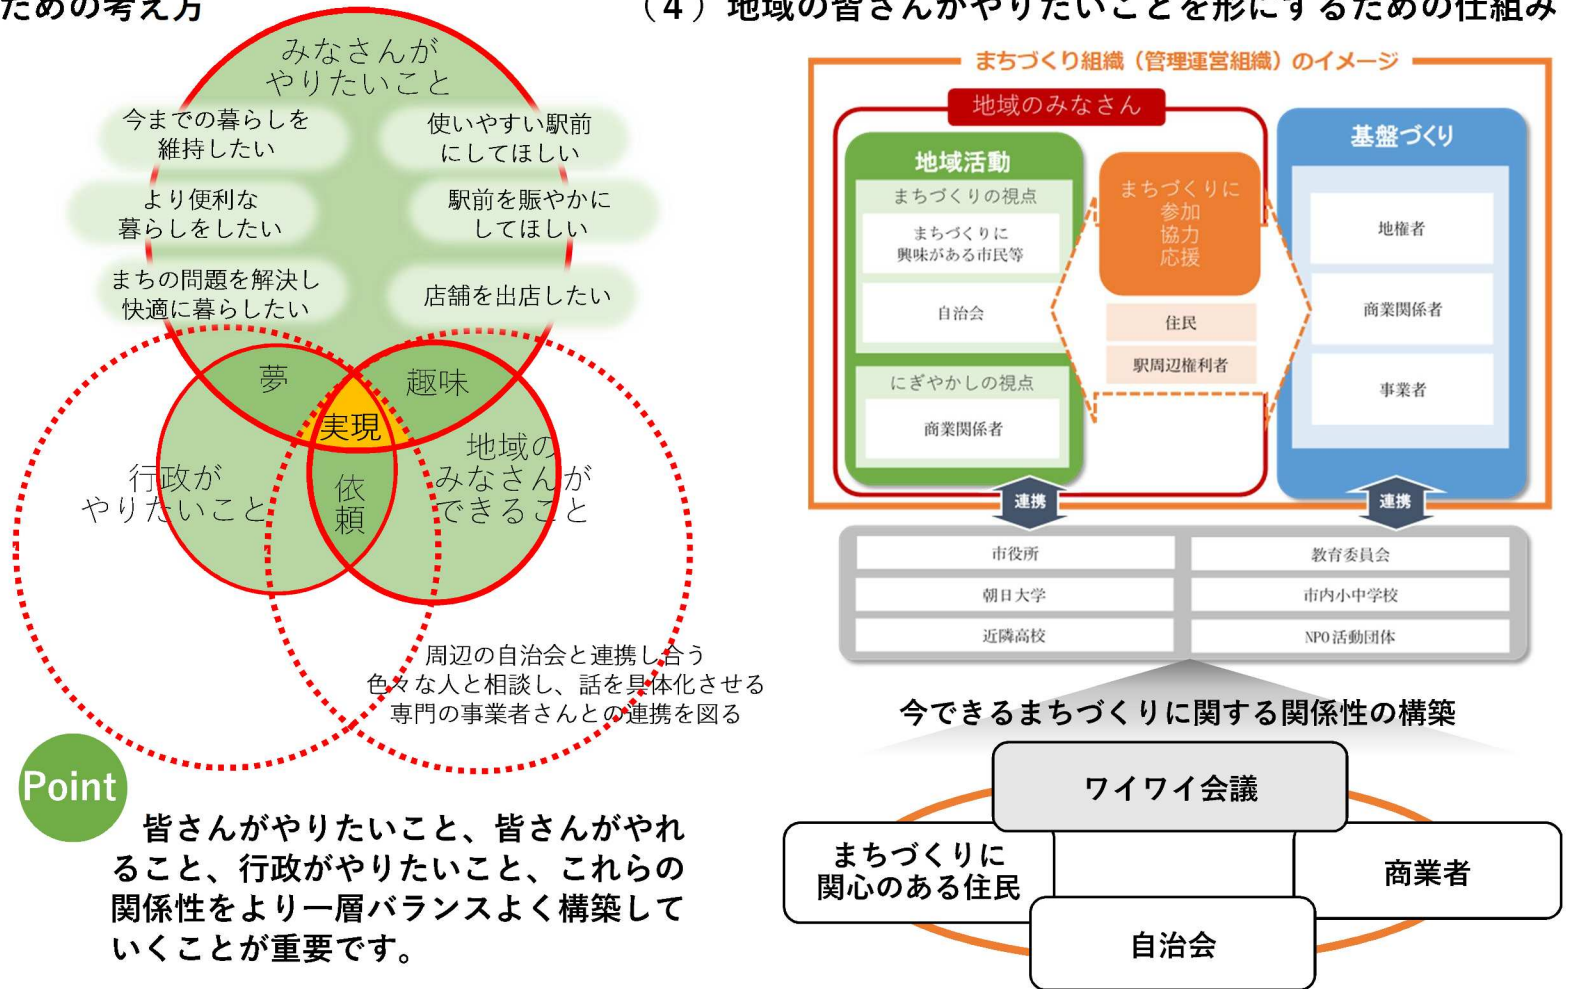 ための考え方
みなさんが
やりたいこと
今までの暮らしを
維持したい
使いやすい駅前
にしてほしい
より便利な
暮らしをしたい
駅前を賑やかに
してほしい
まちの問題を解決し
快適に暮らしたい
店舗を出店したい
夢
趣味
実現
行政が
やりたいこと
依
頼
地域の
みなさんが
できること
周辺の自治会と連携し合う
色々な人と相談し、話を具体化させる
専門の事業者さんとの連携を図る
Point
皆さんがやりたいこと、皆さんがやれ
ること、行政がやりたいこと、これらの
関係性をより一層バランスよく構築して
いくことが重要です。
（4）地域の皆さんがやりたいことを形にするための仕組み
まちづくり組織（管理運営組織）のイメージ
地域のみなさん
地域活動
まちづくりの視点
まちづくりに
興味がある市民等
自治会
にぎやかしの視点
商業関係者
まちづくりに
参加
協力
応援
住民
駅周辺権利者
基盤づくり
地権者
商業関係者
事業者
連携
連携
市役所
教育委員会
朝日大学
市内小中学校
近隣高校
NPO活動団体
今できるまちづくりに関する関係性の構築
ワイワイ会議
まちづくりに
関心のある住民
商業者
自治会